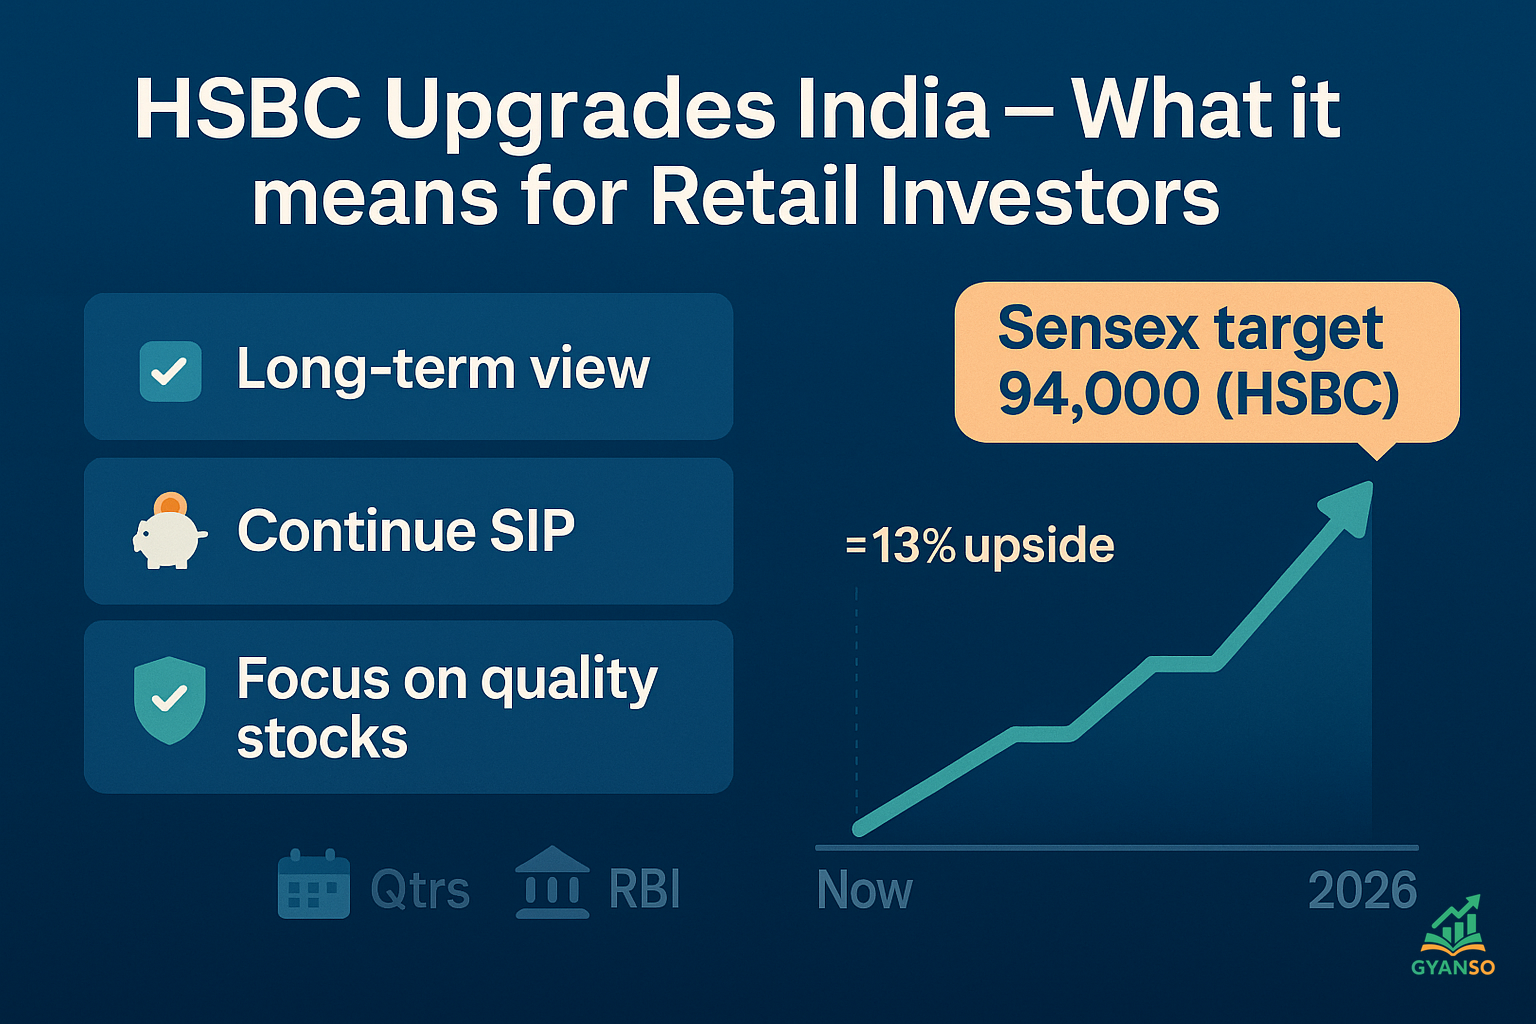 HSBC Upgrades India – What it
means for Retail Investors
Long-term view
Continue SIP
Focus on quality
stocks
Qtrs
RBI
Sensex target
94,000 (HSBC)
=13% upside
Now
2026
GYANSO